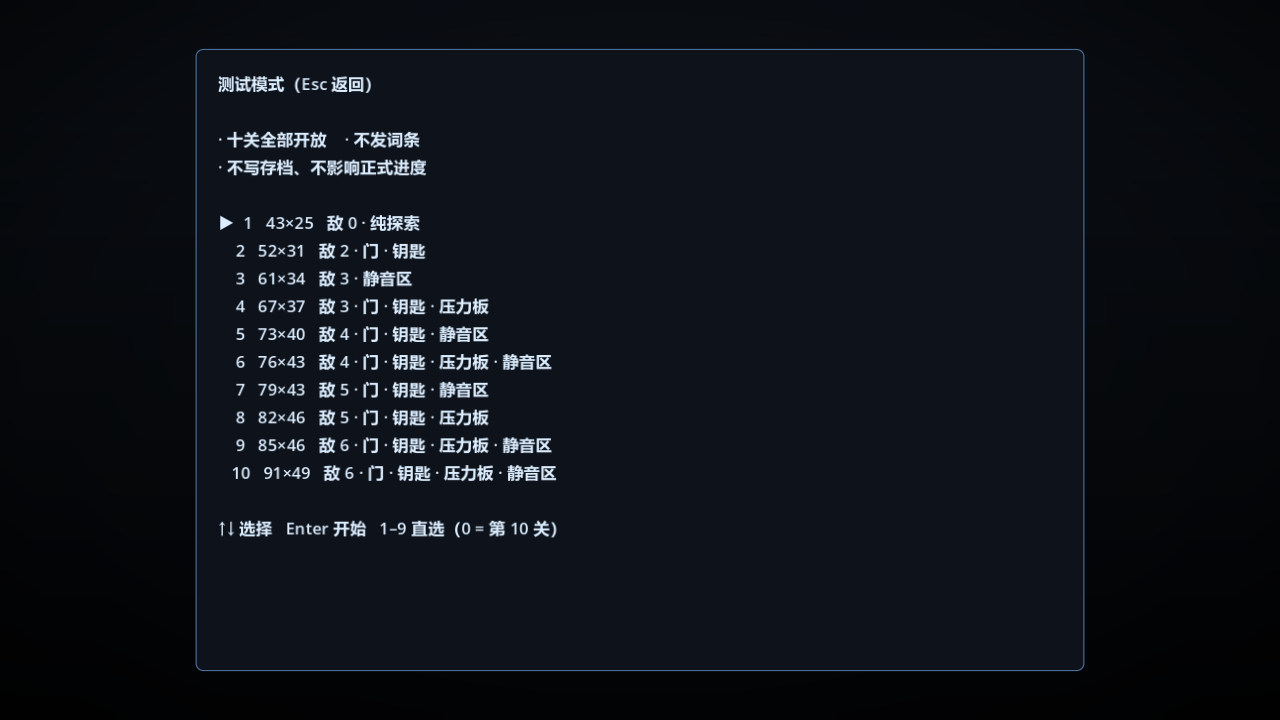 测试模式（Esc 返回）
· 十关全部开放 · 不发词条
· 不写存档、不影响正式进度
▶ 1 43×25 敌 0 · 纯探索
2 52×31 敌 2 · 门 · 钥匙
3 61×34 敌 3 · 静音区
4 67×37 敌 3 · 门 · 钥匙 · 压力板
5 73×40 敌 4 · 门 · 钥匙 · 静音区
6 76×43 敌 4 · 门 · 钥匙 · 压力板 · 静音区
7 79×43 敌 5 · 门 · 钥匙 · 静音区
8 82×46 敌 5 · 门 · 钥匙 · 压力板
9 85×46 敌 6 · 门 · 钥匙 · 压力板 · 静音区
10 91×49 敌 6 · 门 · 钥匙 · 压力板 · 静音区
↑↓ 选择 Enter 开始 1–9 直选（0 = 第 10 关）